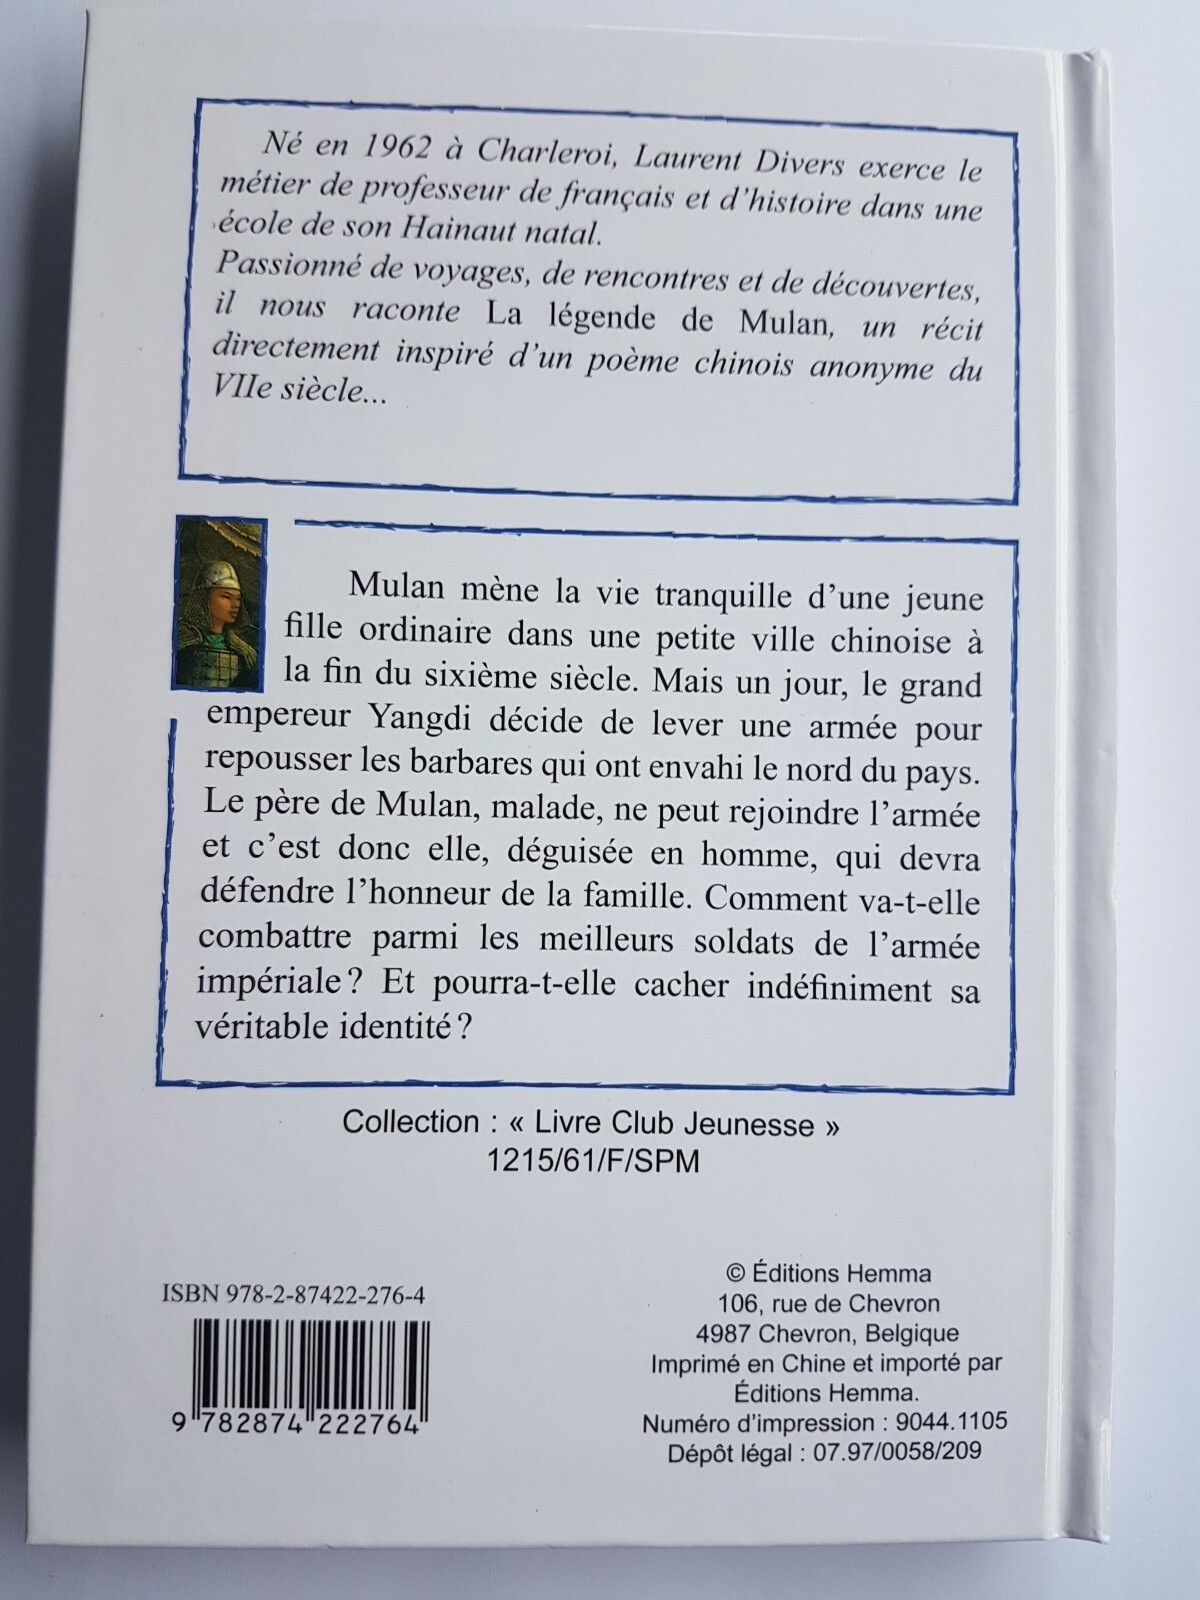 Né en 1962 à Charleroi, Laurent Divers exerce le
métier de professeur de français et d'histoire dans une
école de son Hainaut natal.
Passionné de voyages, de rencontres et de découvertes,
il nous raconte La légende de Mulan, un récit
directement inspiré d'un poème chinois anonyme du
VIIe siècle...
Mulan mène la vie tranquille d'une jeune
fille ordinaire dans une petite ville chinoise à
la fin du sixième siècle. Mais un jour, le grand
empereur Yangdi décide de lever une armée pour
repousser les barbares qui ont envahi le nord du pays.
Le père de Mulan, malade, ne peut rejoindre l'armée
et c'est donc elle, déguisée en homme, qui devra
défendre l'honneur de la famille. Comment va-t-elle
combattre parmi les meilleurs soldats de l'armée
impériale ? Et pourra-t-elle cacher indéfiniment sa
véritable identité ?
Collection : « Livre Club Jeunesse »
1215/61/F/SPM
ISBN 978-2-87422-276-4
9 782874 222764
© Éditions Hemma
106, rue de Chevron
4987 Chevron, Belgique
Imprimé en Chine et importé par
Éditions Hemma.
Numéro d'impression : 9044.1105
Dépôt légal : 07.97/0058/209